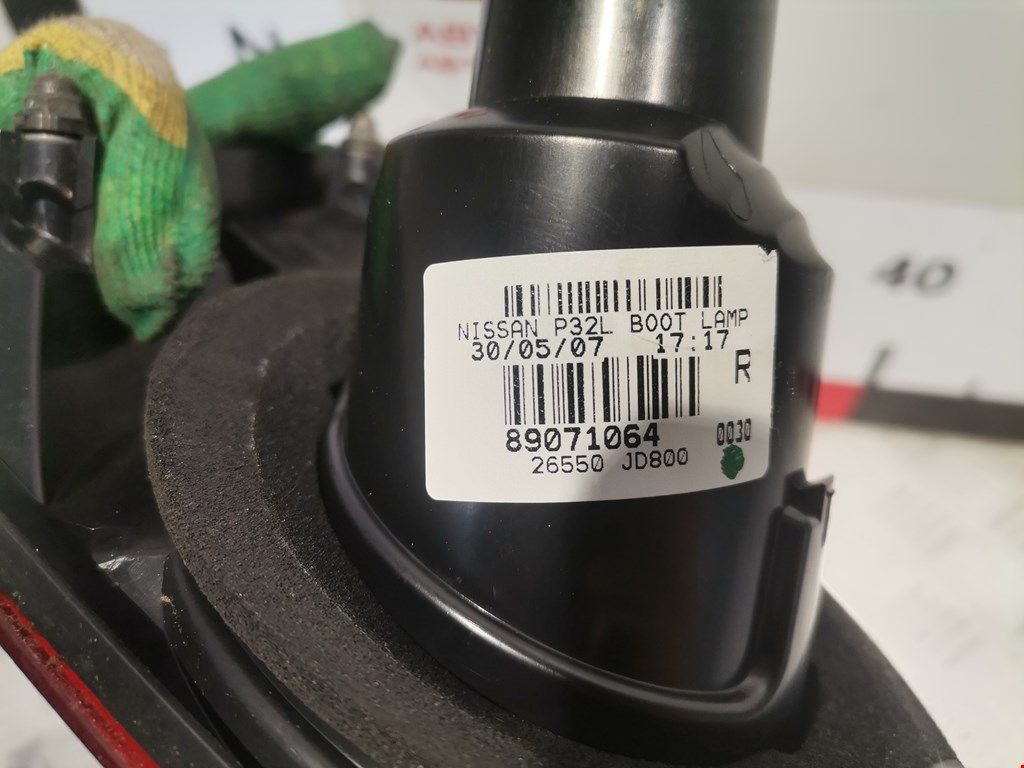 NISSAN P32L BOOT LAMP
30/05/07 17:17
R
89071064 0030
26550 JD800
40